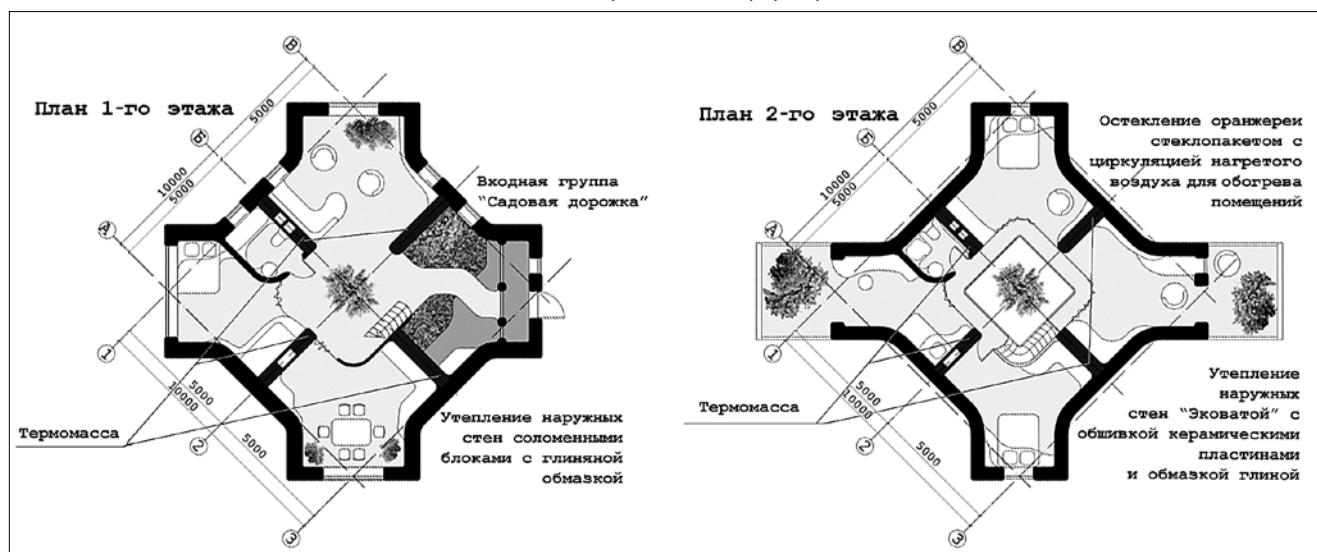 План 1-го этажа
В
Б
А
5000
10000
5000
Входная группа
"Садовая дорожка"
1
2
3
5000
10000
5000
Термомасса
Утепление наружных
стен соломенными
блоками с глиняной
обмазкой
План 2-го этажа
В
Б
А
5000
10000
5000
Остекление оранжереи
стеклопакетом с
циркуляцией нагретого
воздуха для обогрева
помещений
1
2
3
5000
10000
5000
Термомасса
Утепление
наружных
стен "Эковатой" с
обшивкой керамическими
пластинами
и обмазкой глиной